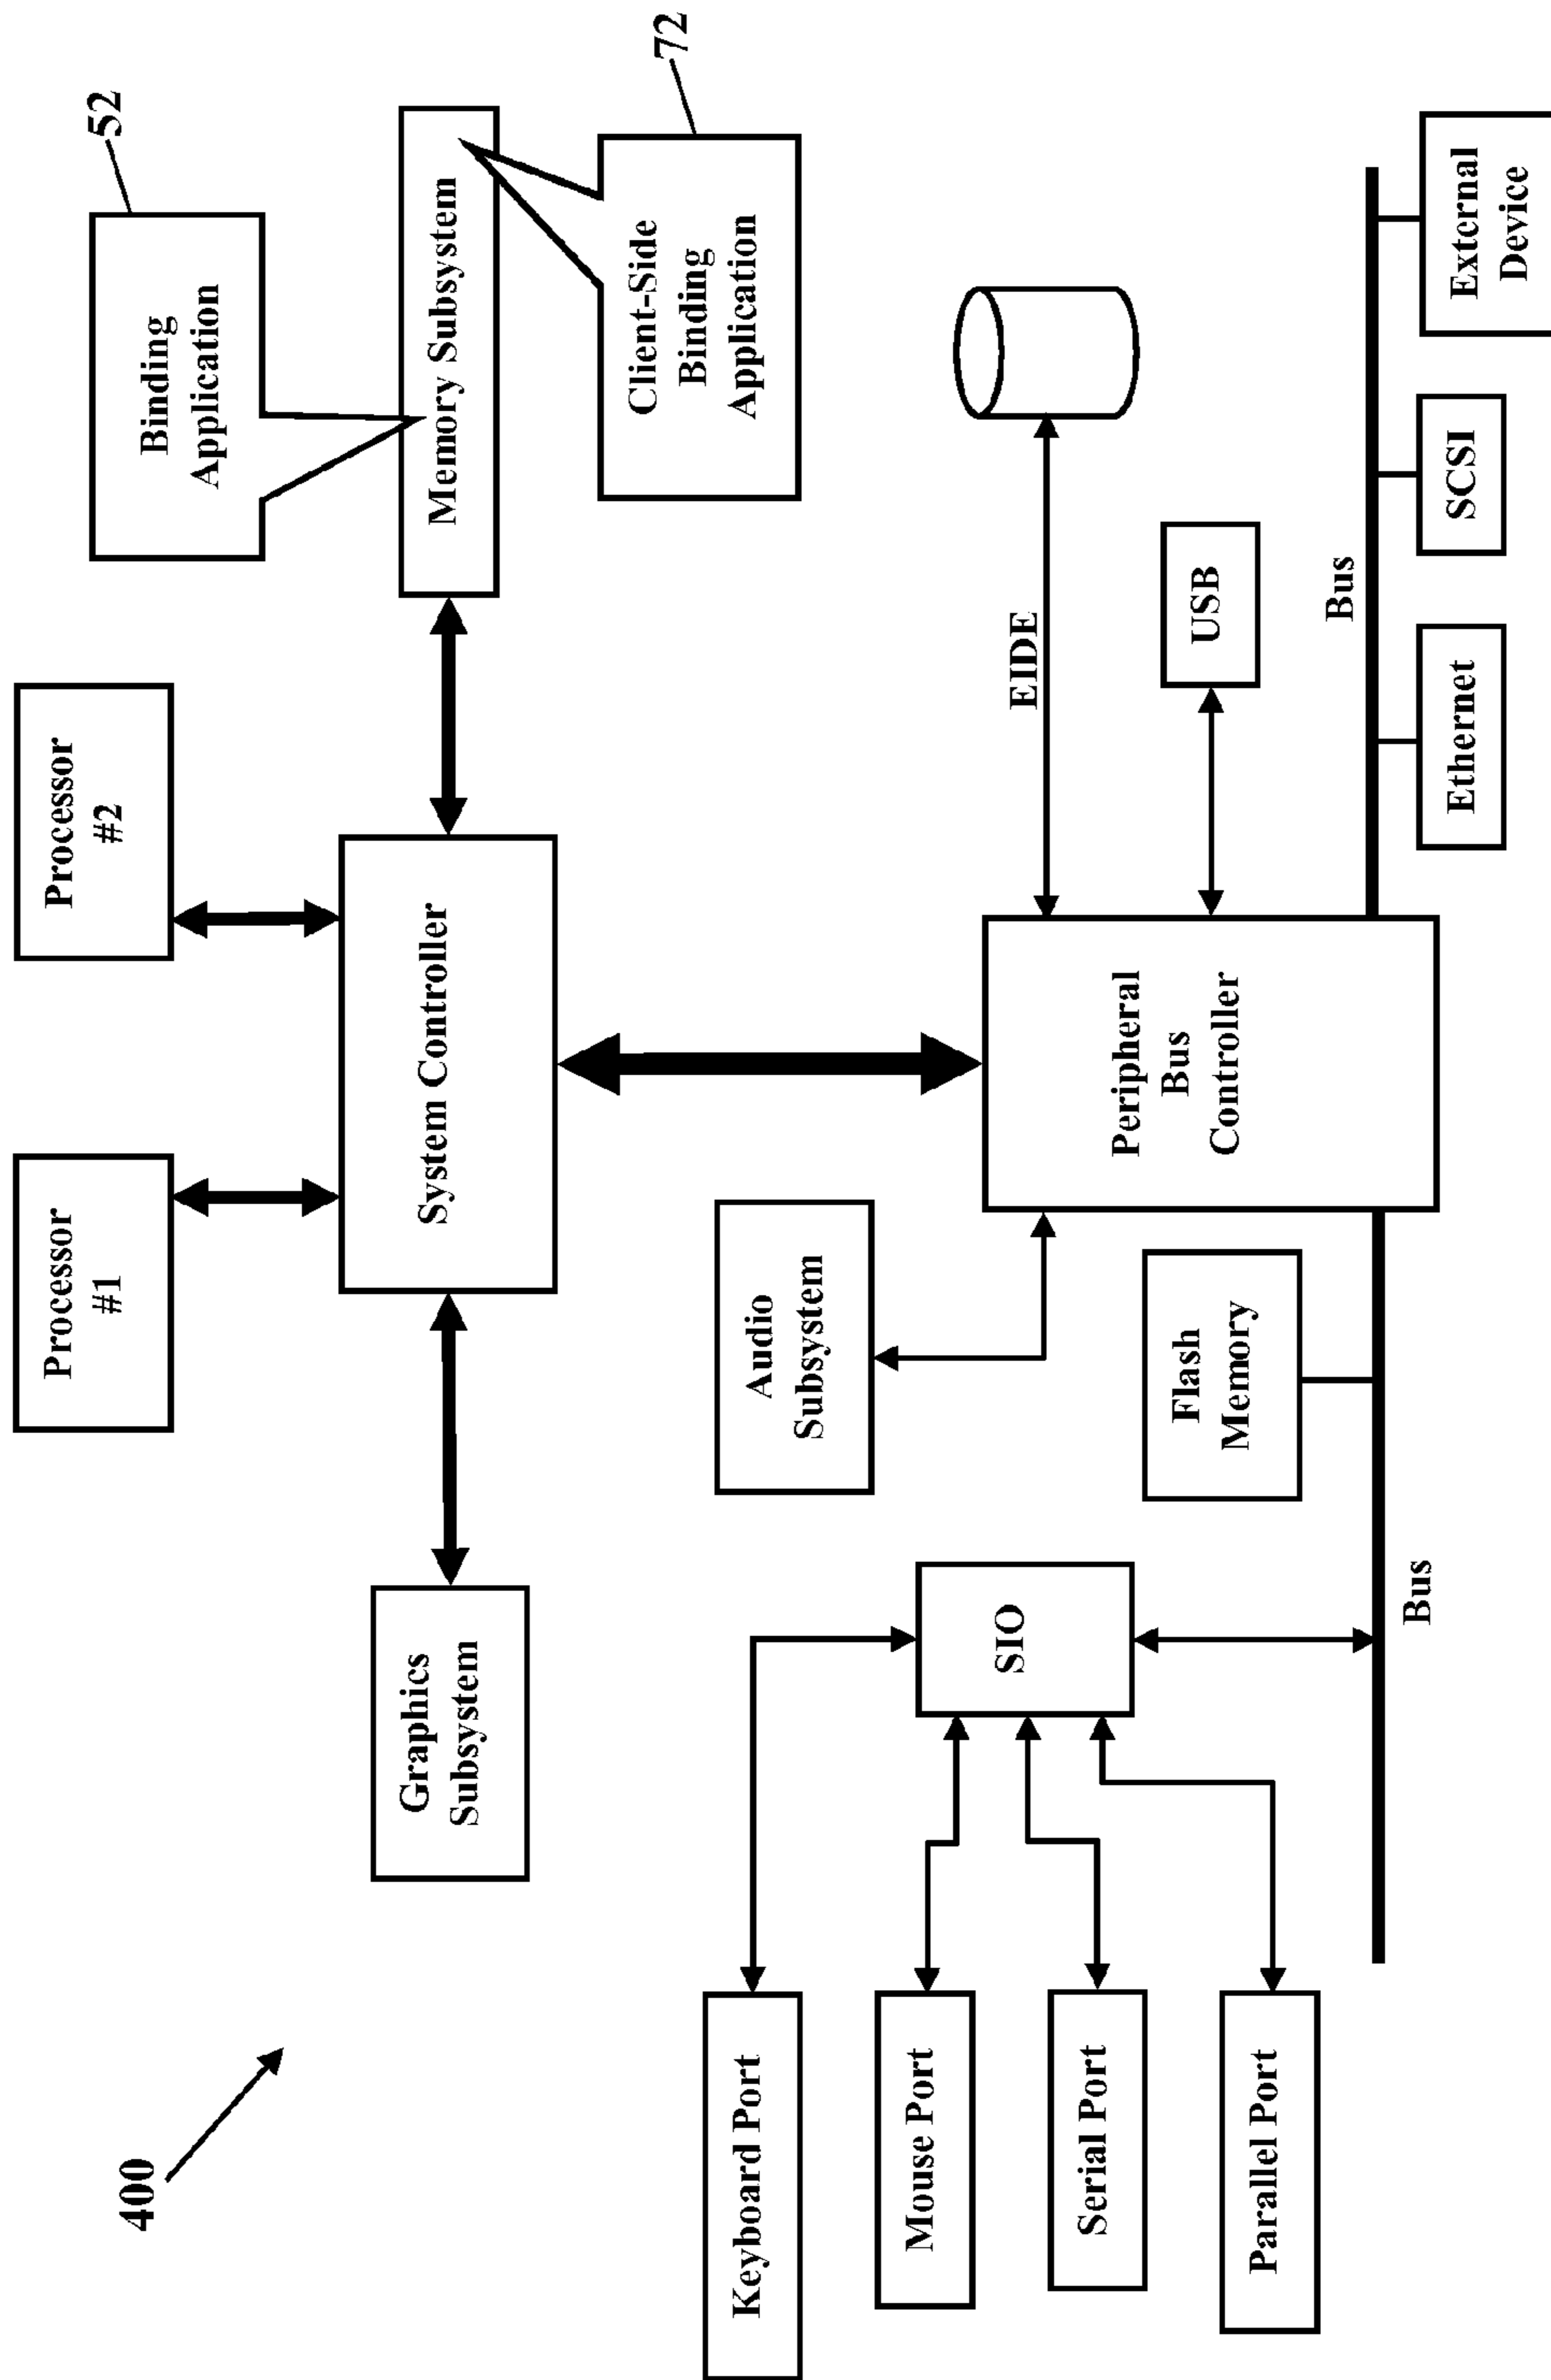 400
Processor
#1
Processor
#2
Binding
Application
52
Graphics
Subsystem
System Controller
Memory Subsystem
Client-Side
Binding
Application
72
Keyboard Port
Mouse Port
Serial Port
Parallel Port
SIO
Audio
Subsystem
Flash
Memory
Peripheral
Bus
Controller
EIDE
USB
Bus
Bus
Ethernet
SCSI
External
Device